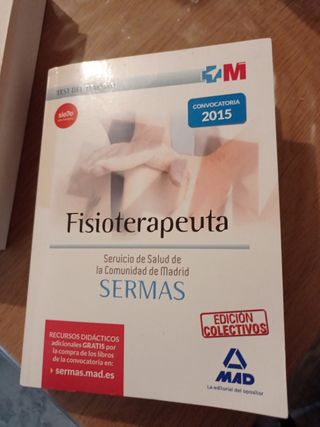 TEST DEL TEMARIO
M
CONVOCATORIA
2015
Fisioterapeuta
Servicio de Salud de
la Comunidad de Madrid
SERMAS
EDICIÓN
COLECTIVOS
RECURSOS DIDÁCTICOS
adicionales GRATIS por
la compra de los libros
de la convocatoria en:
sermas.mad.es
MAD
La editorial del opositor